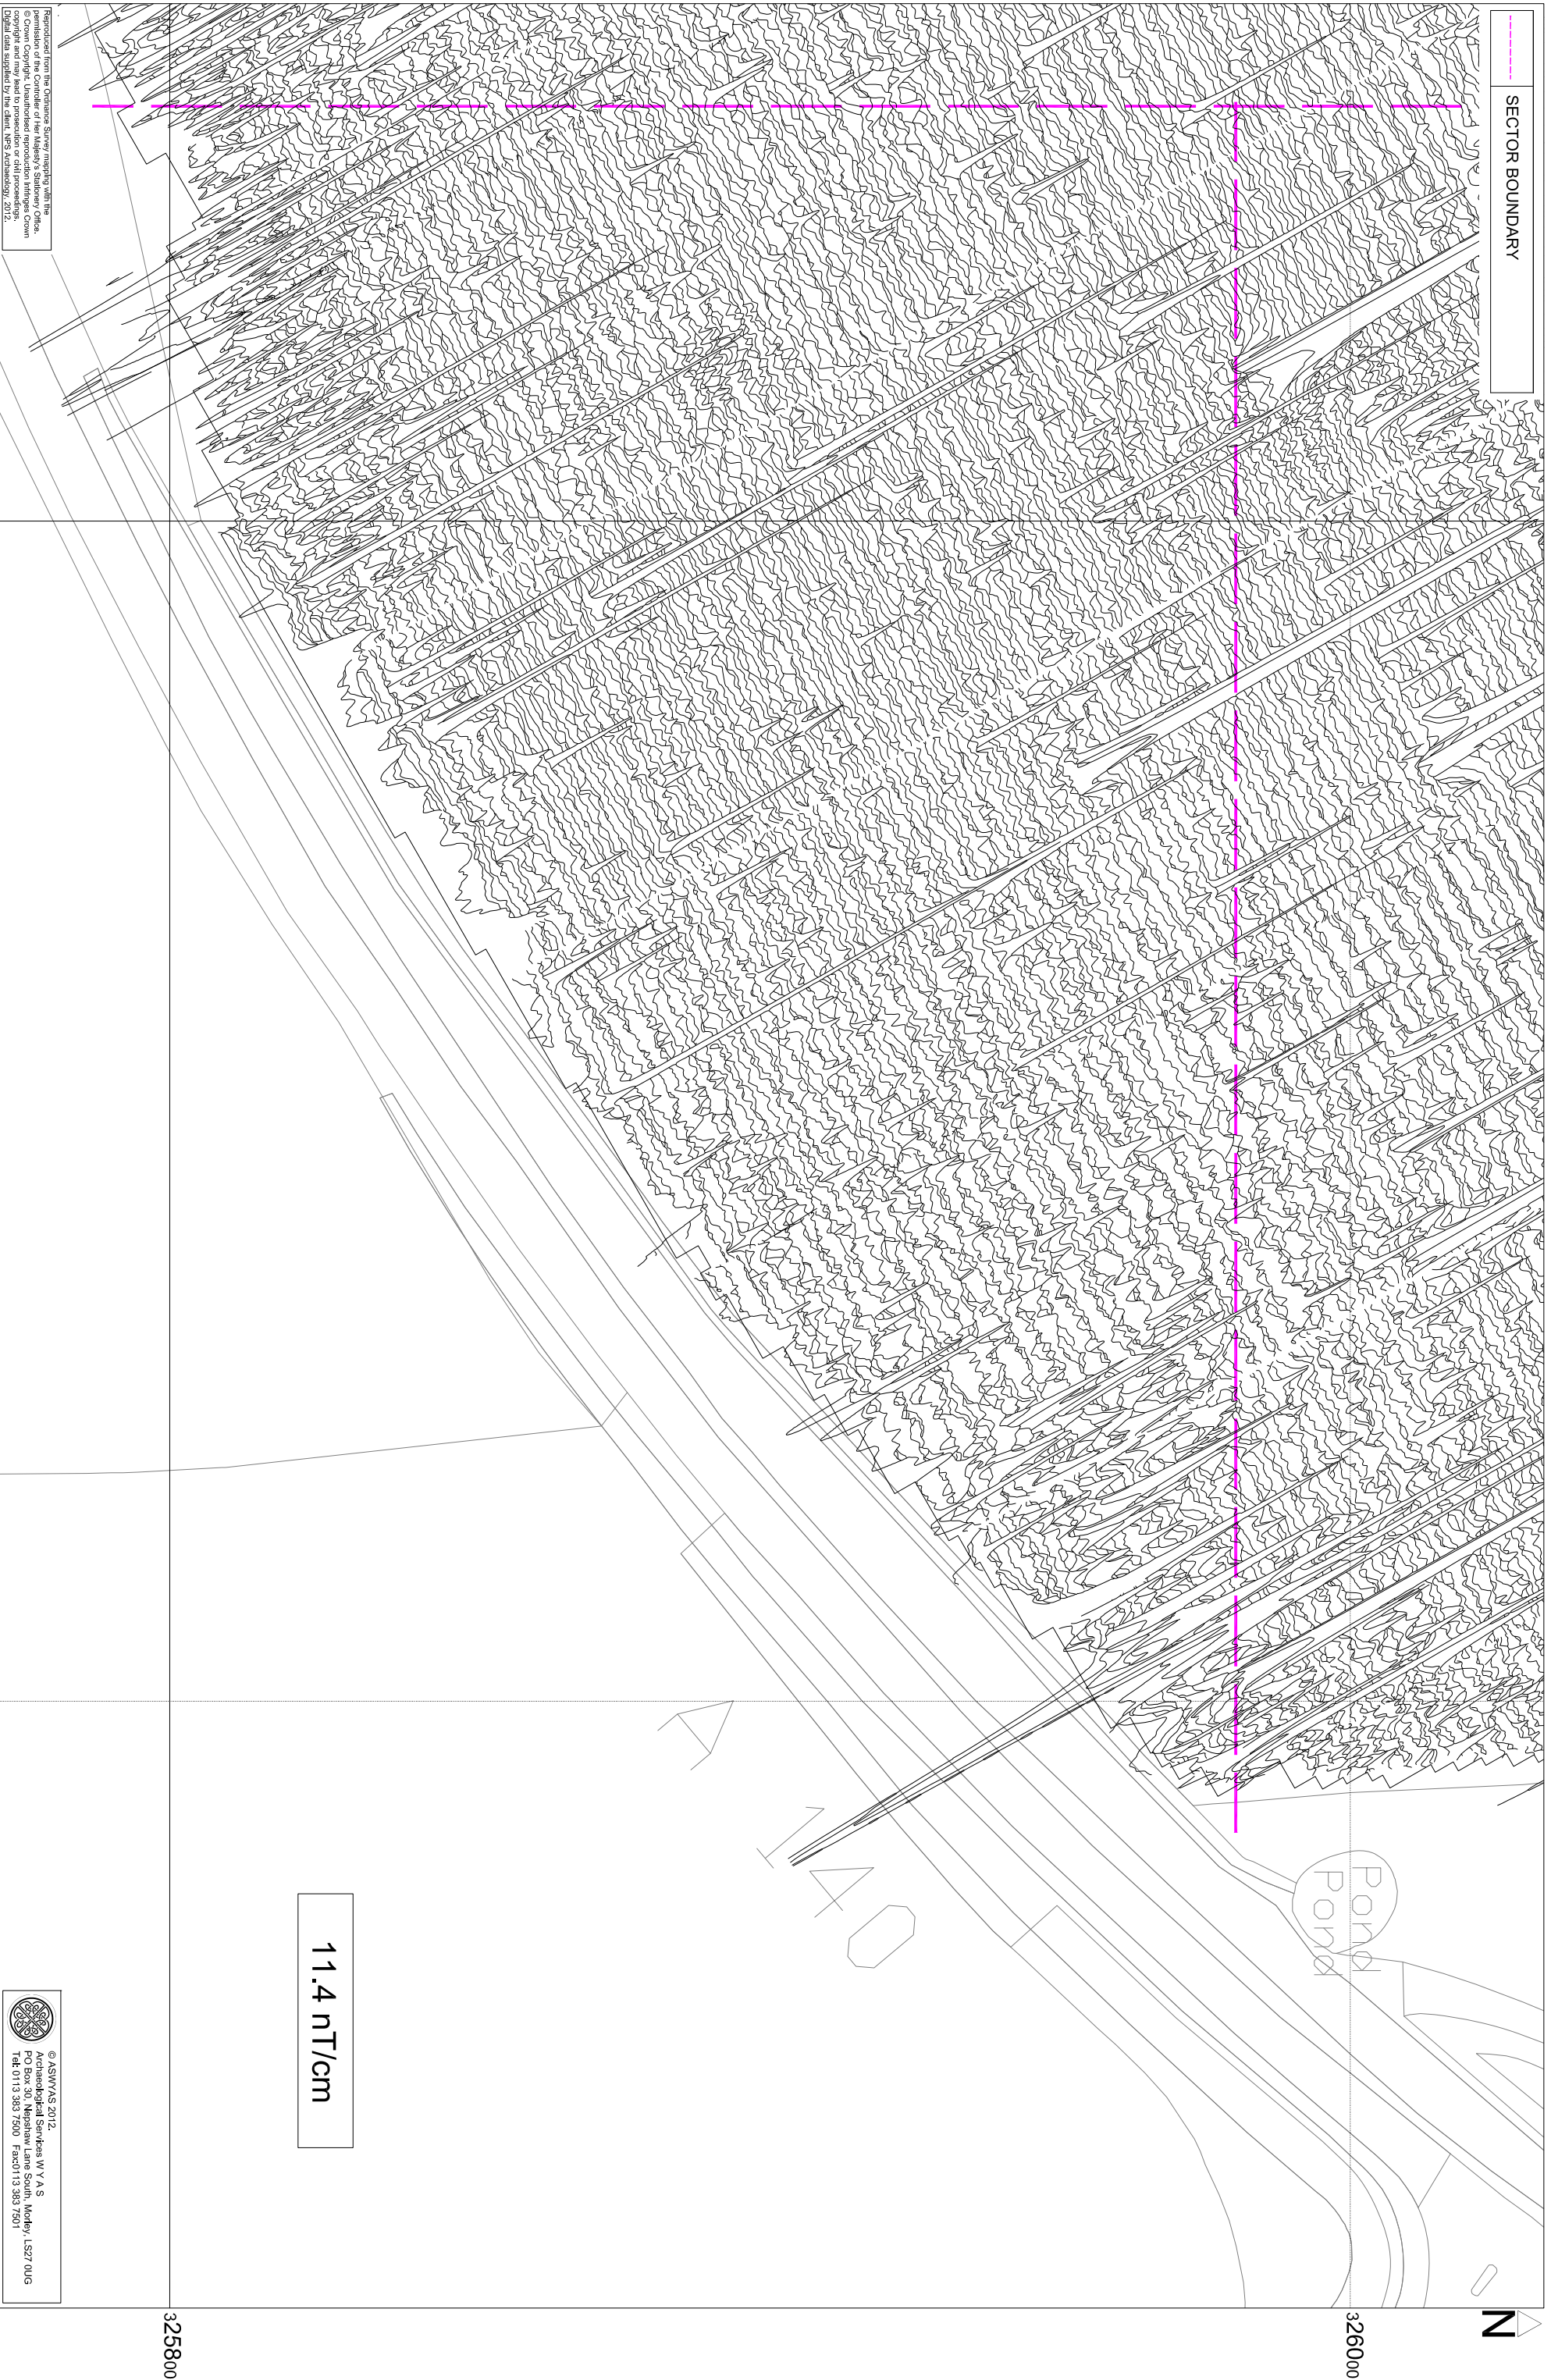 SECTOR BOUNDARY
N
326000
Pond
Pond
A 140
11.4 nT/cm
325800
Reproduced from the Ordnance Survey mapping with the
permission of the Controller of Her Majesty's Stationery Office.
© Crown Copyright. Unauthorised reproduction infringes Crown
copyright and may lead to prosecution or civil proceedings.
Digital data supplied by the client, NPS Archaeology, 2012.
© ASWYAS 2012.
Archaeological Services W Y A S
PO Box 30, Nepshaw Lane South, Morley, LS27 0UG
Tel: 0113 383 7500 Fax:0113 383 7501